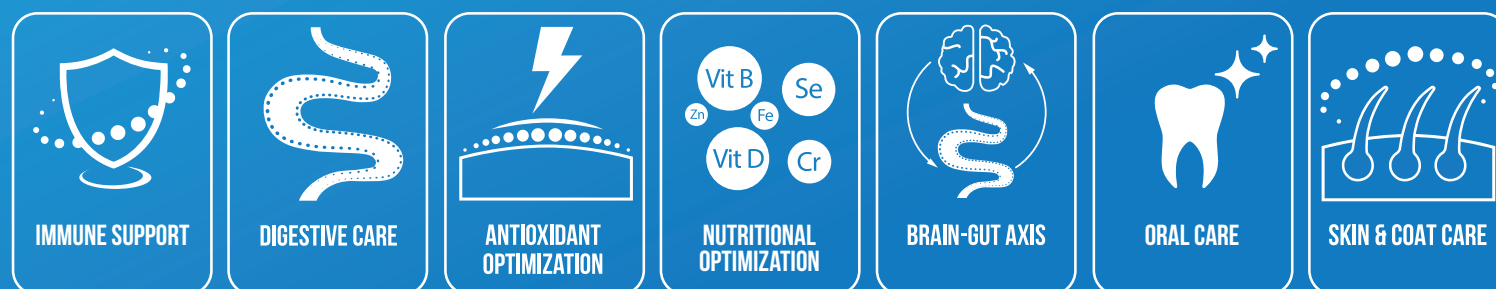 Vit B
Se
Zn
Fe
Vit D
Cr
IMMUNE SUPPORT
DIGESTIVE CARE
ANTIOXIDANT
OPTIMIZATION
NUTRITIONAL
OPTIMIZATION
BRAIN-GUT AXIS
ORAL CARE
SKIN & COAT CARE